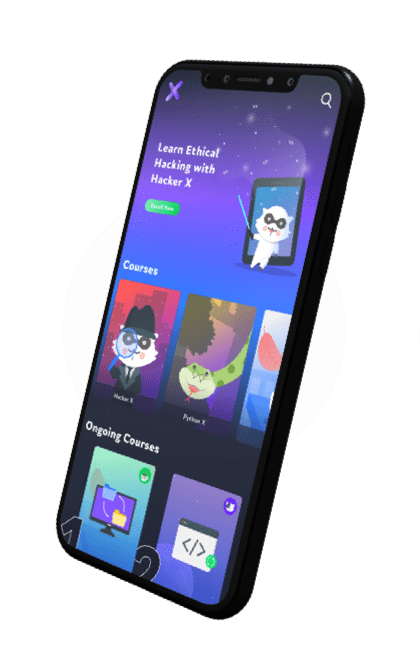 X
Learn Ethical
Hacking with
Hacker X
Enroll Now
Courses
Hacker X
Python X
Ongoing Courses
</>
1
2